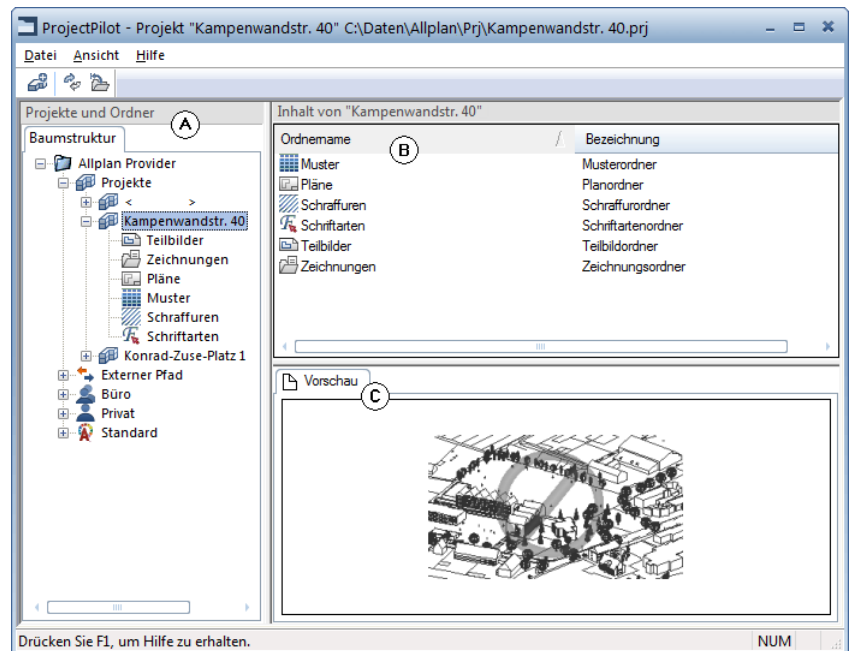 ProjectPilot - Projekt "Kampenwandstr. 40" C:\Daten\Allplan\Prj\Kampenwandstr. 40.prj
Datei Ansicht Hilfe
Projekte und Ordner
A
Baumstruktur
Allplan Provider
Projekte
< >
Kampenwandstr. 40
Teilbilder
Zeichnungen
Pläne
Muster
Schraffuren
Schriftarten
Konrad-Zuse-Platz 1
Externer Pfad
Büro
Privat
Standard
Inhalt von "Kampenwandstr. 40"
Ordnername Bezeichnung
B
Muster Musterordner
Pläne Planordner
Schraffuren Schraffurordner
Schriftarten Schriftartenordner
Teilbilder Teilbildordner
Zeichnungen Zeichnungsordner
Vorschau
C
Drücken Sie F1, um Hilfe zu erhalten. NUM